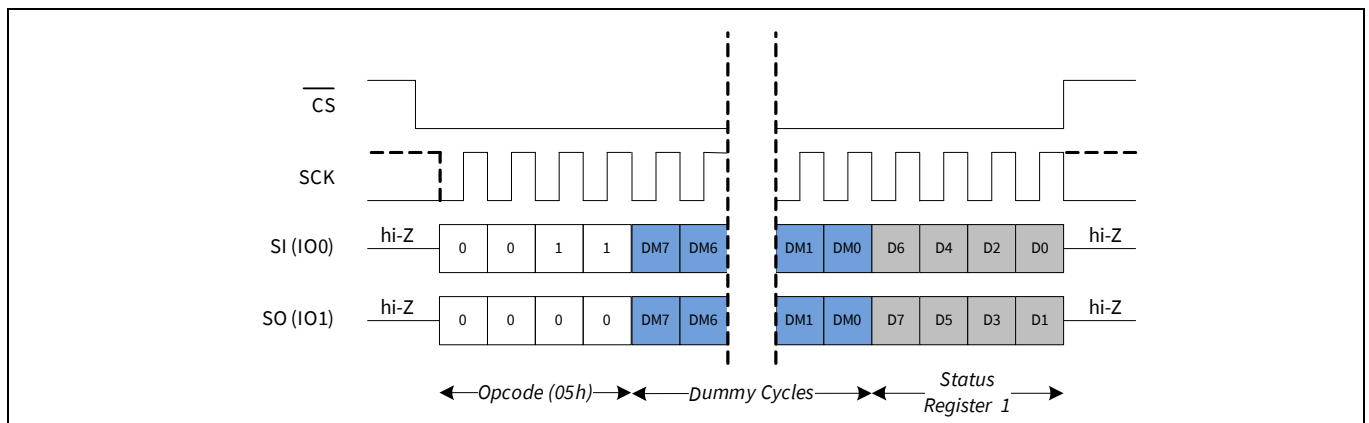 CS
SCK
SI (IO0) hi-Z 0 0 1 1 DM7 DM6 DM1 DM0 D6 D4 D2 D0 hi-Z
SO (IO1) hi-Z 0 0 0 0 DM7 DM6 DM1 DM0 D7 D5 D3 D1 hi-Z
Opcode (05h) Dummy Cycles Status
Register 1